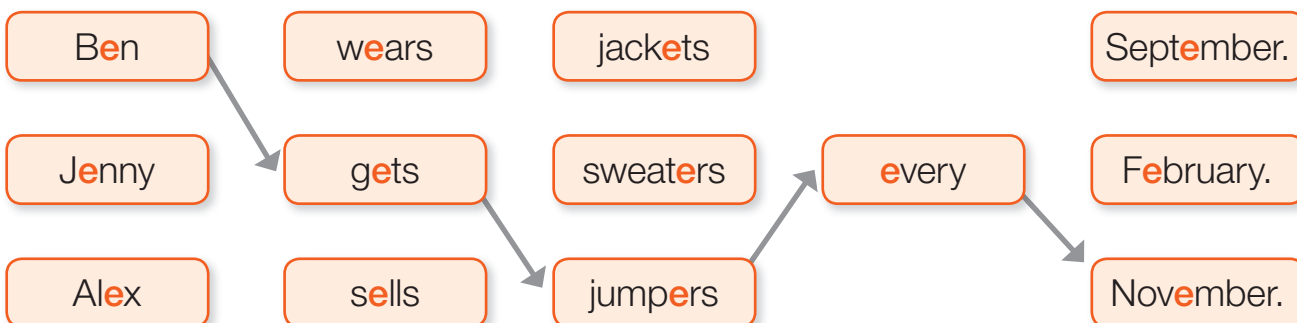 Ben wears jackets September.
Jenny gets sweaters every February.
Alex sells jumpers November.